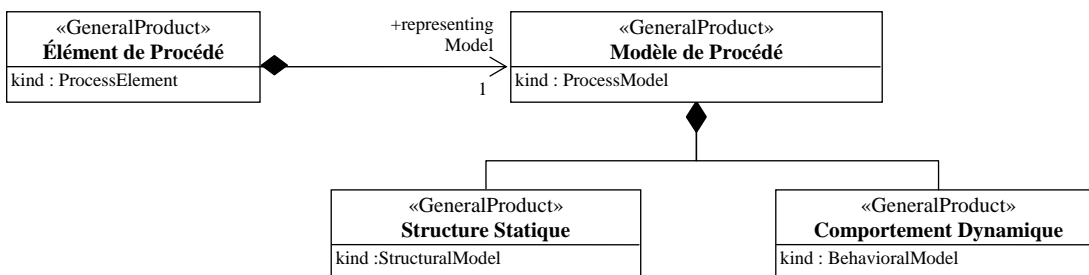 «GeneralProduct»
Élément de Procédé
kind : ProcessElement
+representing
Model
1
«GeneralProduct»
Modèle de Procédé
kind : ProcessModel
«GeneralProduct»
Structure Statique
kind :StructuralModel
«GeneralProduct»
Comportement Dynamique
kind : BehavioralModel